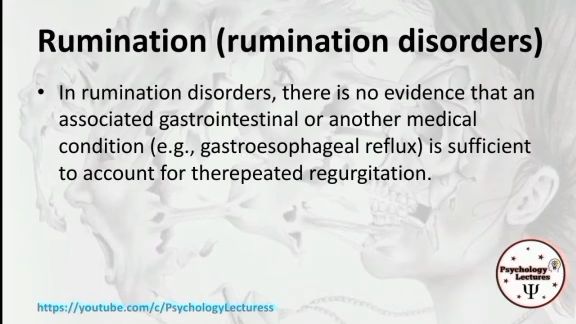 Rumination (rumination disorders)
• In rumination disorders, there is no evidence that an
associated gastrointestinal or another medical
condition (e.g., gastroesophageal reflux) is sufficient
to account for therepeated regurgitation.
Psychology
Lectures
Ψ
https://youtube.com/c/PsychologyLecturess